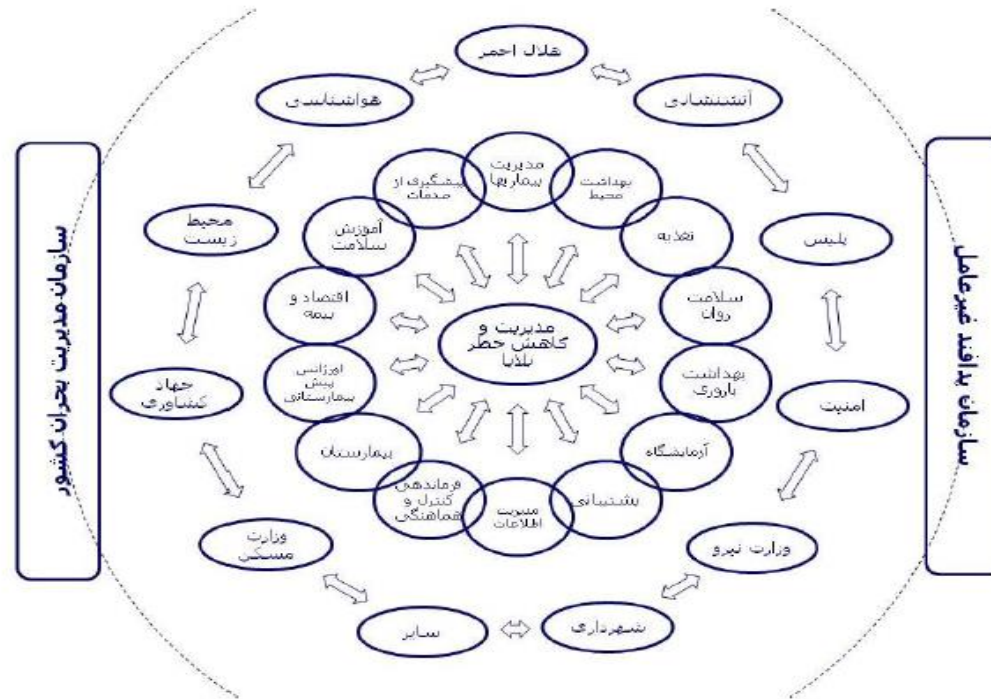 هلال احمر
هواشناسی
آتشنشانی
مدیریت
بیماریها
پیشگیری از
صدمات
بهداشت
محیط
آموزش
سلامت
تغذیه
محیط
زیست
پلیس
اقتصاد و
بیمه
سلامت
روان
مدیریت و
کاهش خطر
بلایا
اورژانس
پیش
بیمارستانی
بهداشت
باروری
جهاد
کشاورزی
امنیت
بیمارستان
آزمایشگاه
فرماندهی
کنترل و
هماهنگی
مدیریت
اطلاعات
پشتیبانی
وزارت
مسکن
وزارت نیرو
سایر
شهرداری
سازمان پدافند غیرعامل
سازمان مدیریت بحران کشور